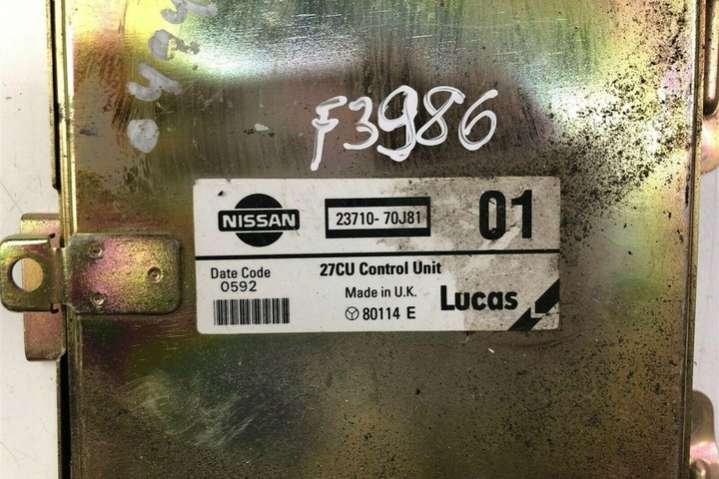 F3986
NISSAN
23710-70J81
01
Date Code
0592
27CU Control Unit
Made in U.K.
80114 E
Lucas